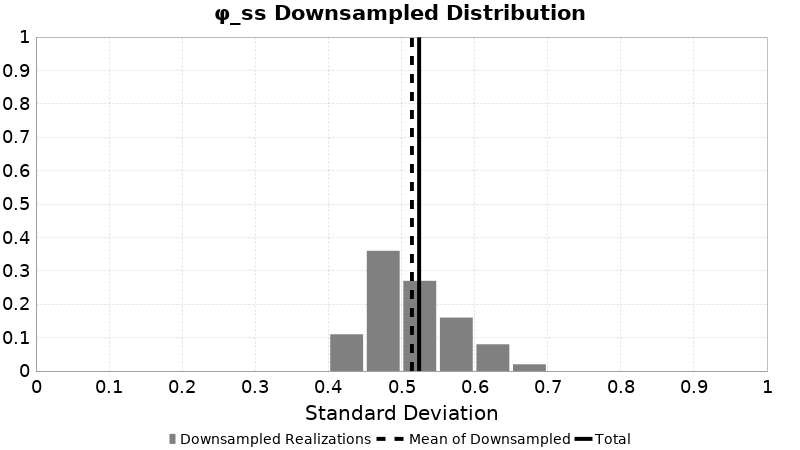 φ_ss Downsampled Distribution
1
0.9
0.8
0.7
0.6
0.5
0.4
0.3
0.2
0.1
0
0 0.1 0.2 0.3 0.4 0.5 0.6 0.7 0.8 0.9 1
Standard Deviation
Downsampled Realizations Mean of Downsampled Total